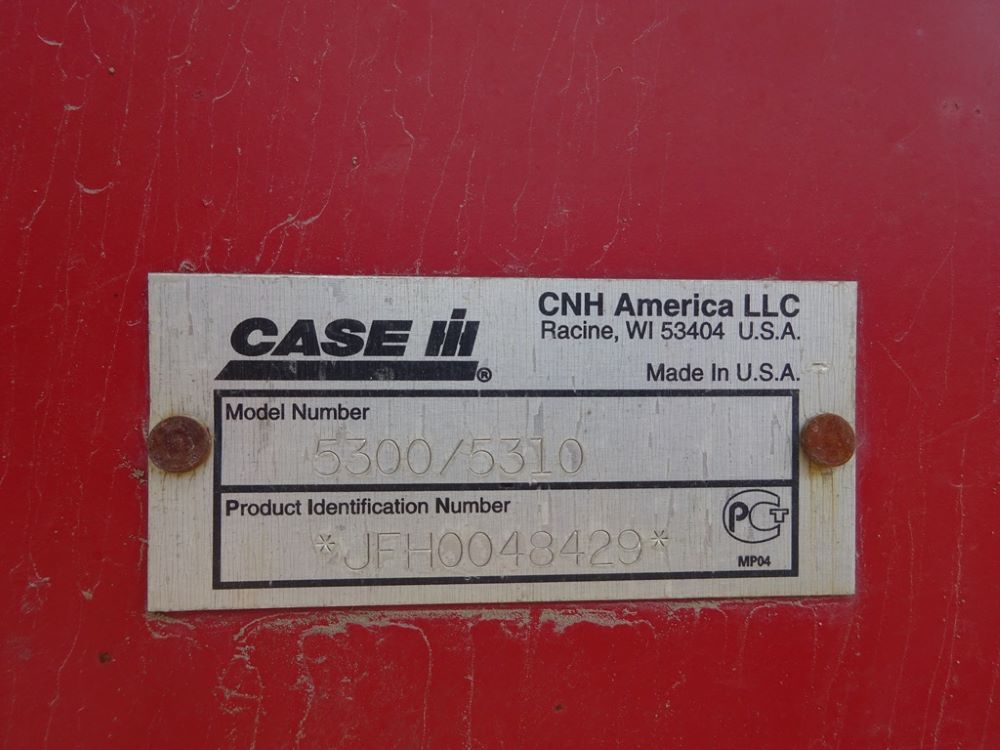 CASE IH®
CNH America LLC
Racine, WI 53404 U.S.A.
Made In U.S.A.
Model Number
5300/5310
Product Identification Number
*JFH0048429*
PCT
MP04